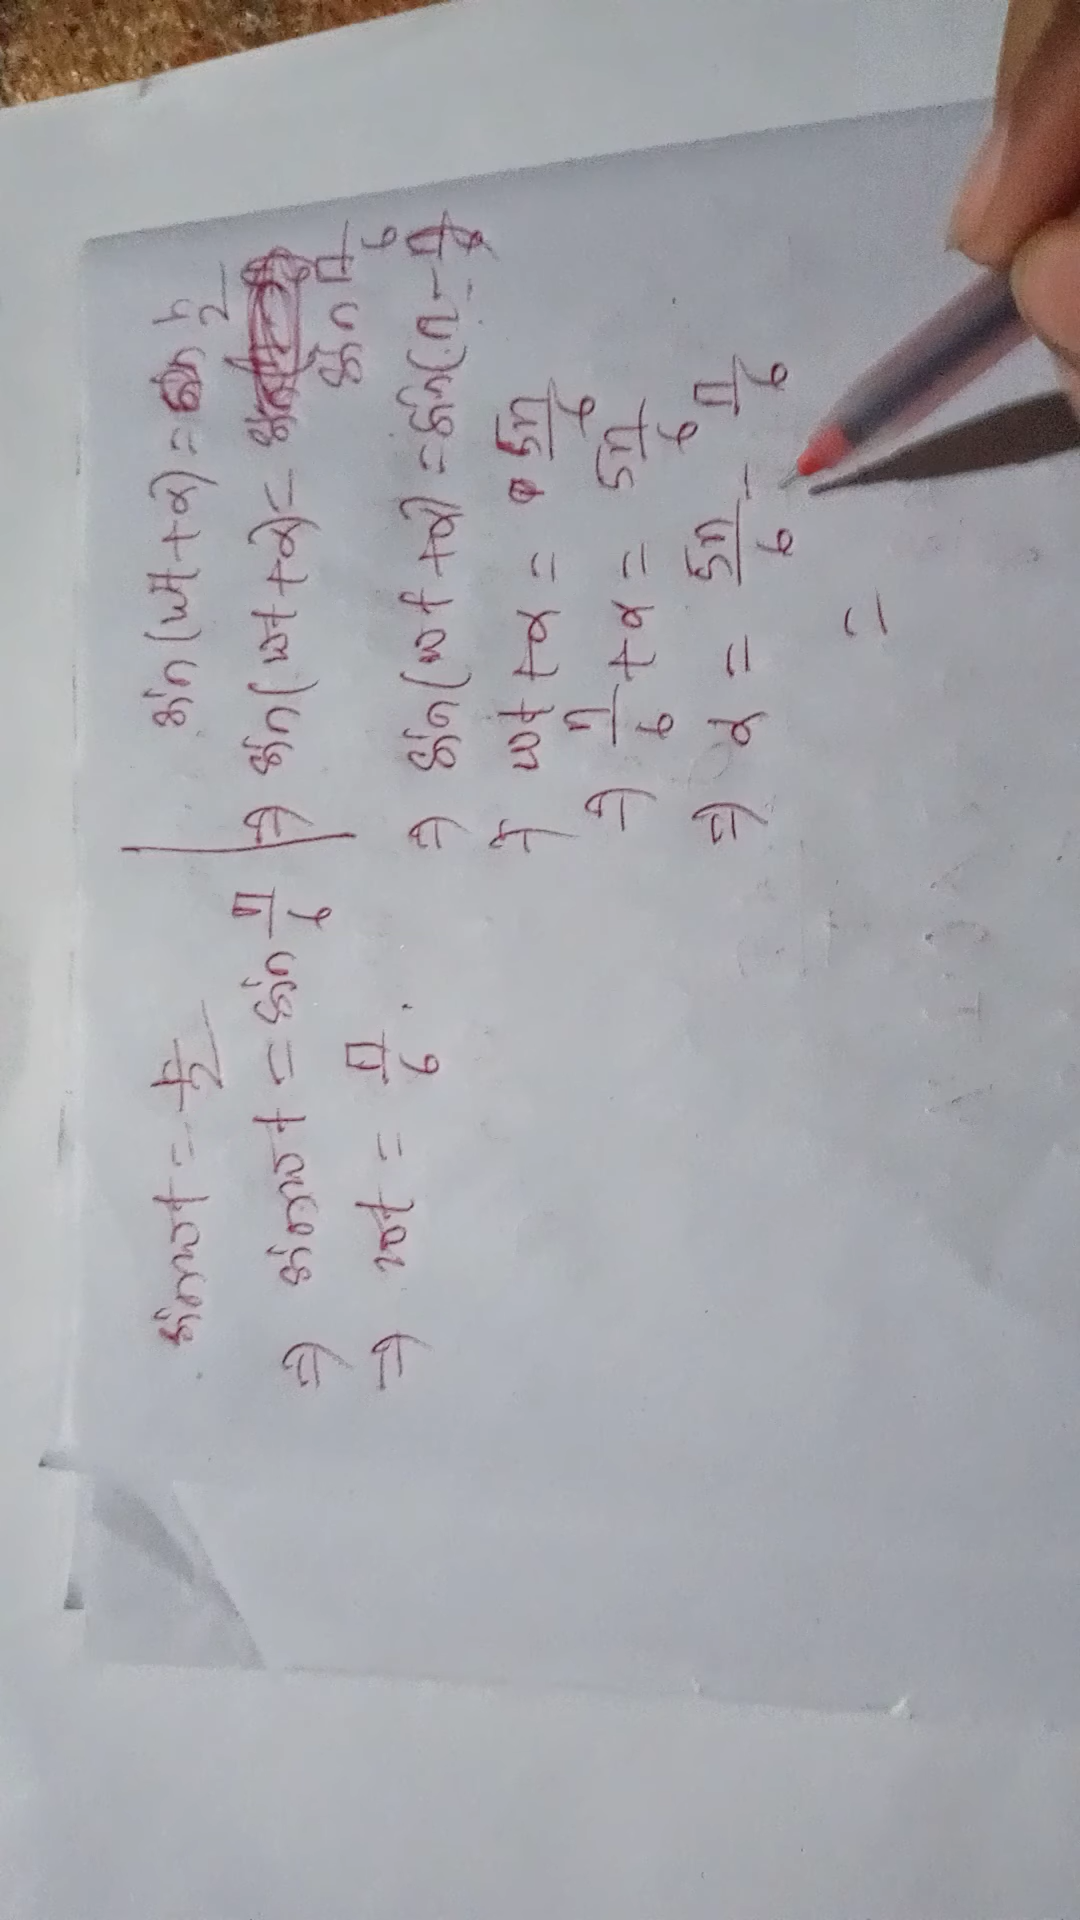 sinωt = 1/2
⇒ sinωt = sin π/6
⇒ ωt = π/6.
sin(ωt+α) = 1/2
⇒ sin(ωt+α) =
sin π/6
⇒ sin(ωt+α) = sin(π - π/6
⇒ ωt+α = 5π/6
⇒ π/6 + α = 5π/6
⇒ α = 5π/6 - π/6
=